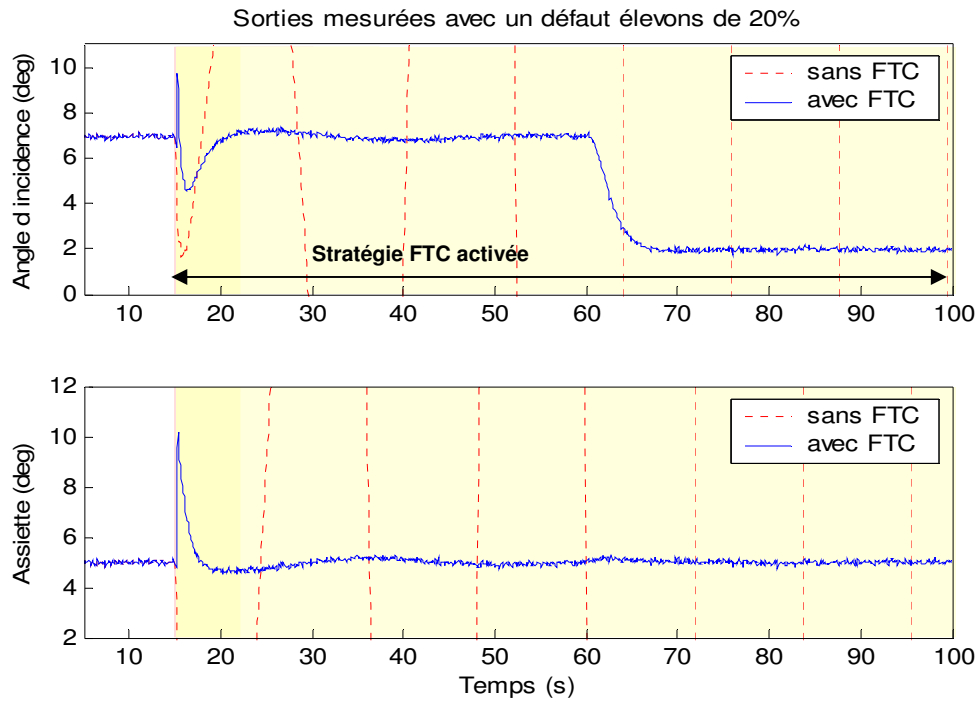 Sorties mesurées avec un défaut élevons de 20%
Angle d incidence (deg)
10
8
6
4
2
0
sans FTC
avec FTC
Stratégie FTC activée
10 20 30 40 50 60 70 80 90 100
Assiette (deg)
12
10
8
6
4
2
sans FTC
avec FTC
10 20 30 40 50 60 70 80 90 100
Temps (s)